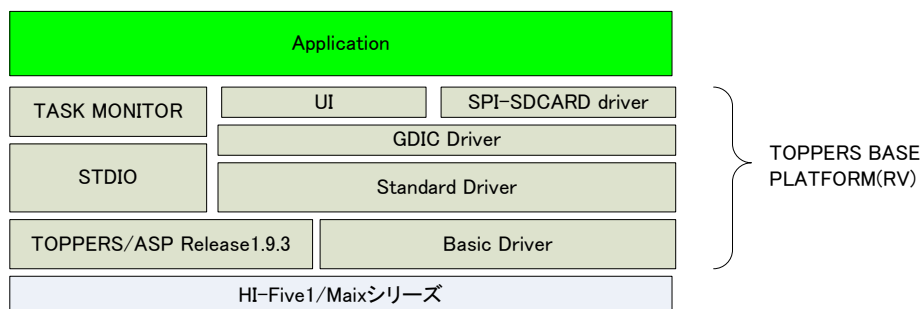 Application
TASK MONITOR
UI
SPI-SDCARD driver
GDIC Driver
STDIO
Standard Driver
TOPPERS BASE
PLATFORM(RV)
TOPPERS/ASP Release1.9.3
Basic Driver
HI-Five1/Maixシリーズ